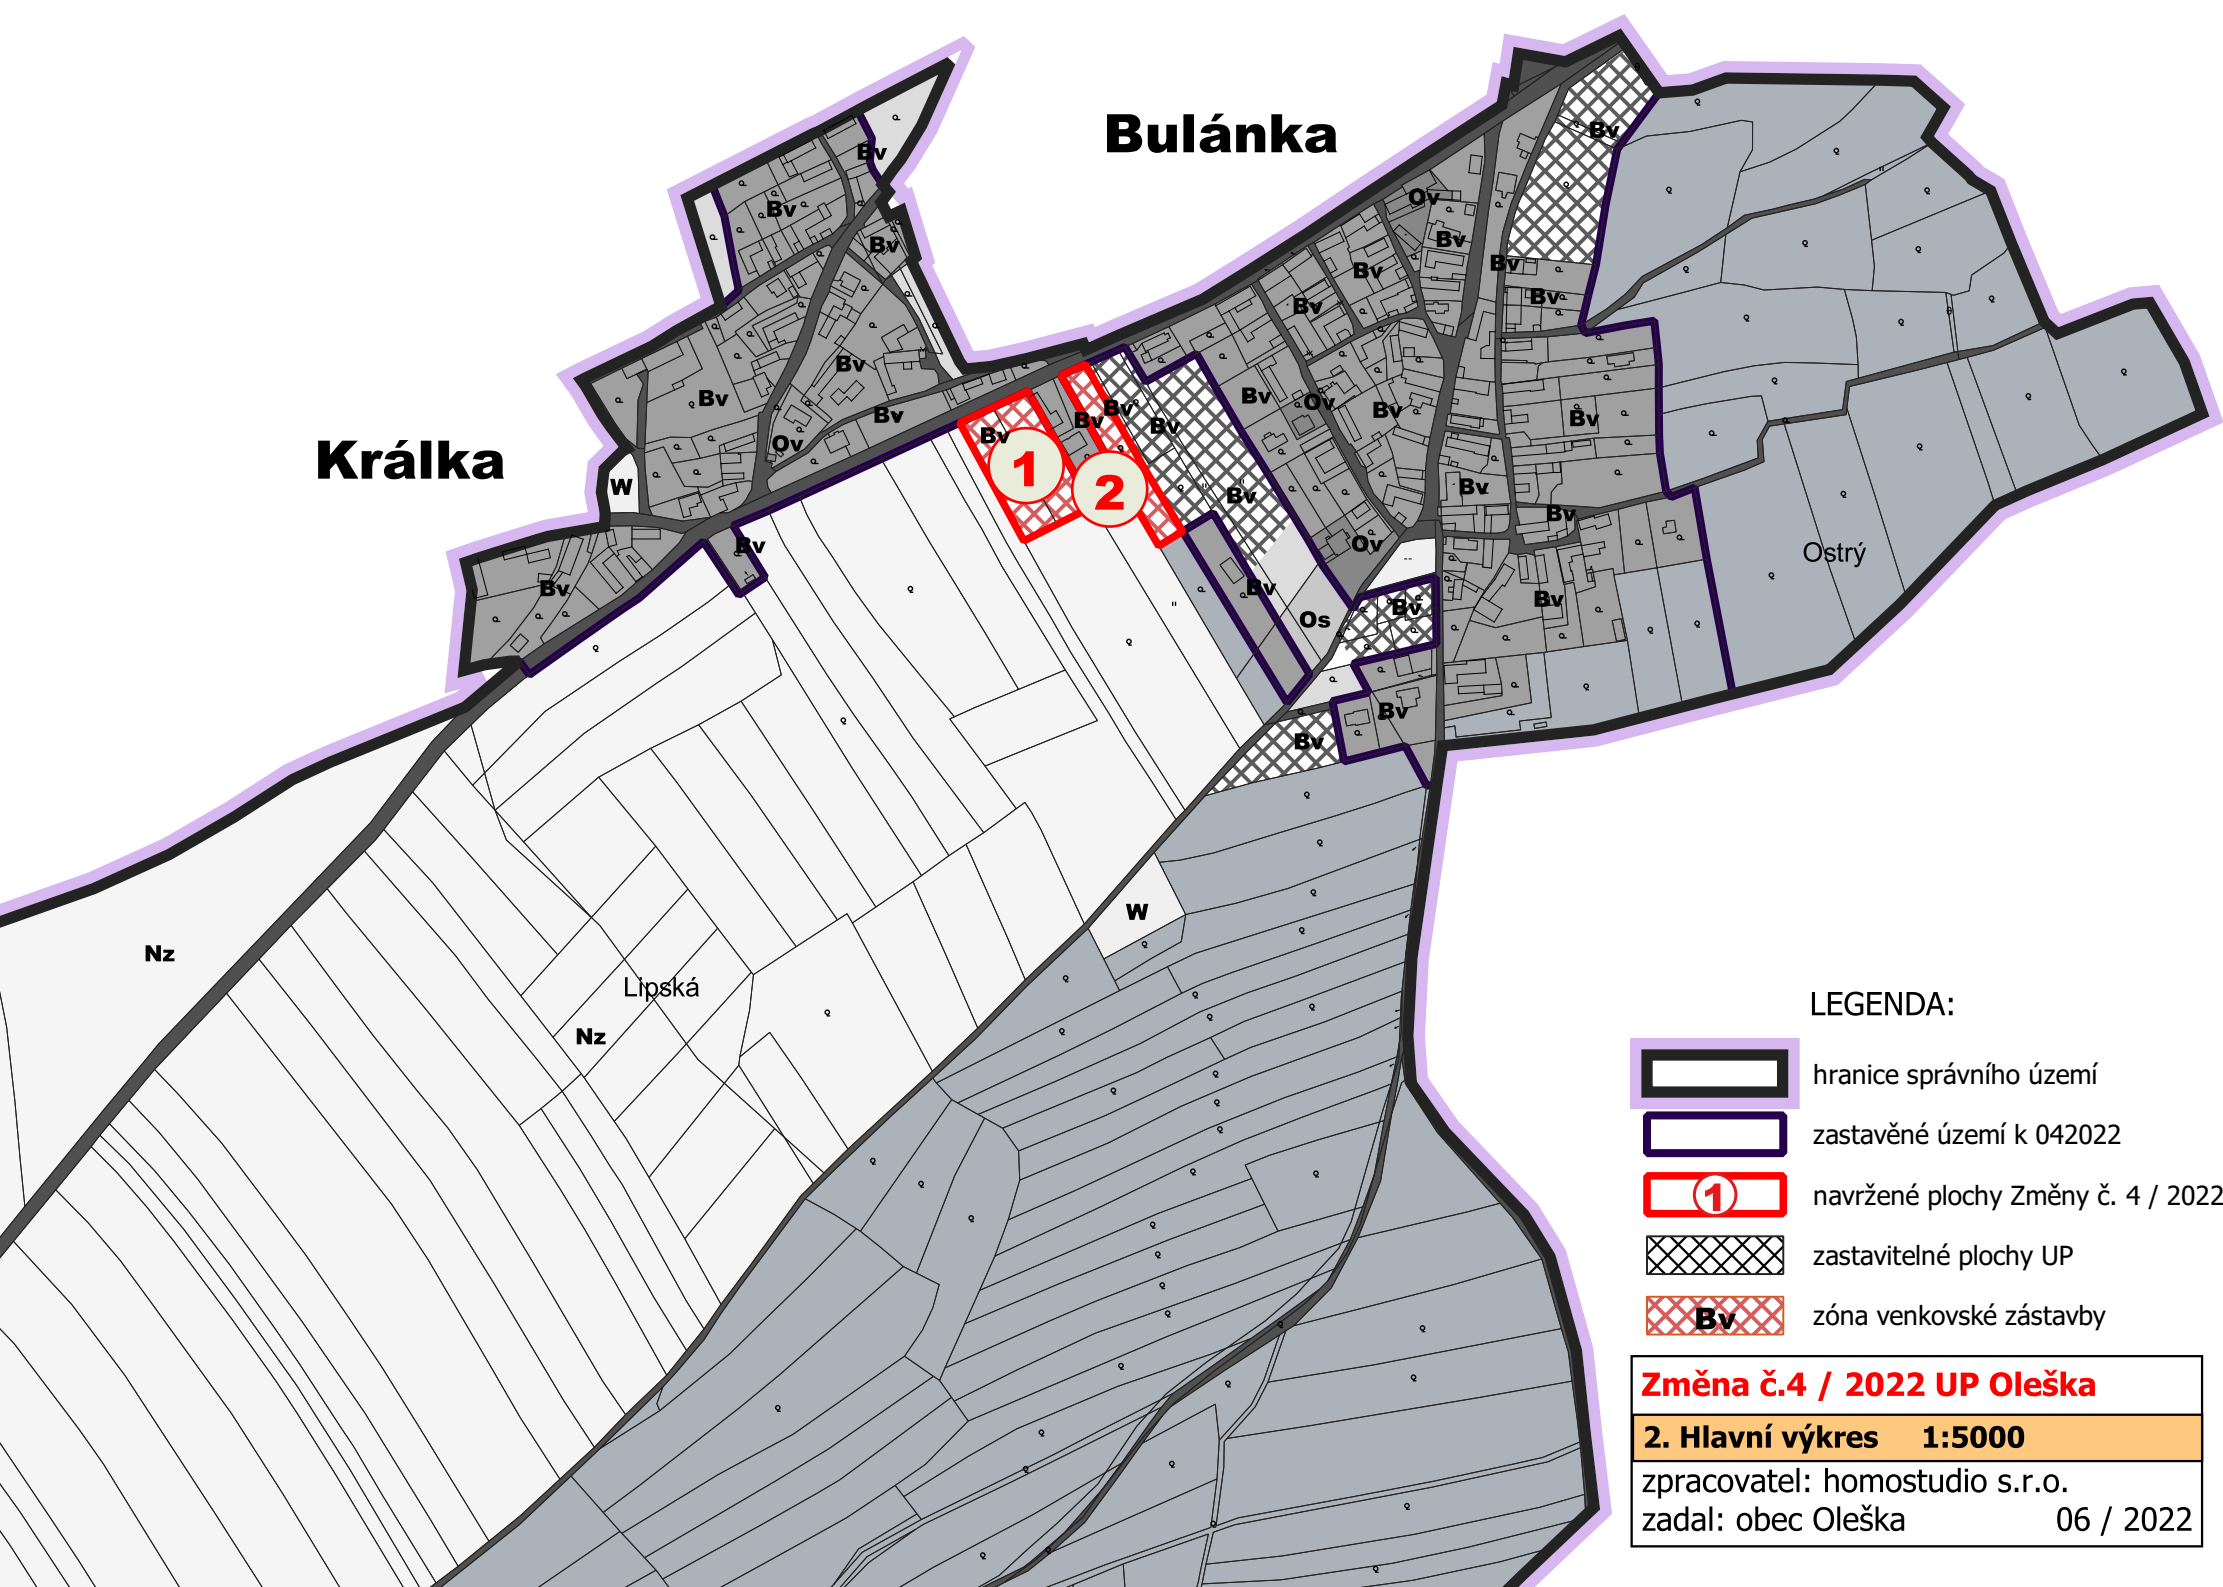 Bulánka
Bv
Bv
Bv
Ov
Bv
Bv
Bv
Bv
Bv
Bv
Bv
Bv
Bv
Ov
Bv
Bv
Bv
Bv
Bv
Bv
Bv
Ov
Králka
W
1
2
Bv
Bv
Bv
Bv
Ov
Bv
Bv
Bv
Bv
Os
Bv
Bv
Ostrý
Bv
Bv
W
Nz
Lipská
Nz
LEGENDA:
hranice správního území
zastavěné území k 042022
1 navržené plochy Změny č. 4 / 2022
zastavitelné plochy UP
Bv zóna venkovské zástavby
Změna č.4 / 2022 UP Oleška
2. Hlavní výkres 1:5000
zpracovatel: homostudio s.r.o.
zadal: obec Oleška 06 / 2022